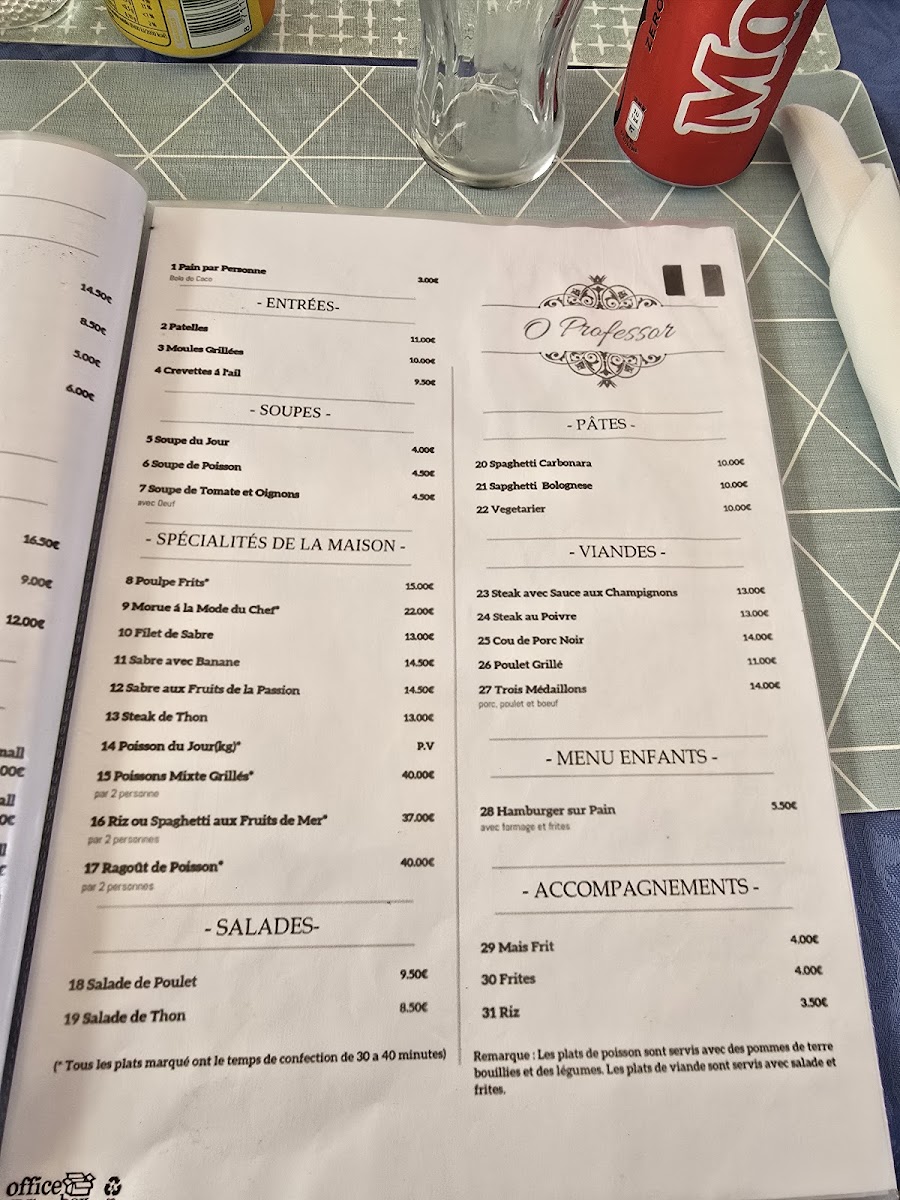 ZERO
Mo
14.50€
8.50€
5.00€
6.00€
16.50€
9.00€
12.00€
1 Pain par Personne 3.00€
Bolo do Caco
- ENTRÉES-
2 Patelles 11.00€
3 Moules Grillées 10.00€
4 Crevettes á l'ail 9.50€
- SOUPES -
5 Soupe du Jour 4.00€
6 Soupe de Poisson 4.50€
7 Soupe de Tomate et Oignons 4.50€
avec Oeuf
- SPÉCIALITÉS DE LA MAISON -
8 Poulpe Frits* 15.00€
9 Morue á la Mode du Chef* 22.00€
10 Filet de Sabre 13.00€
11 Sabre avec Banane 14.50€
12 Sabre aux Fruits de la Passion 14.50€
13 Steak de Thon 13.00€
14 Poisson du Jour(kg)* P.V
15 Poissons Mixte Grillés* 40.00€
par 2 personne
16 Riz ou Spaghetti aux Fruits de Mer* 37.00€
par 2 personnes
17 Ragoût de Poisson* 40.00€
par 2 personnes
- SALADES-
18 Salade de Poulet 9.50€
19 Salade de Thon 8.50€
(* Tous les plats marqué ont le temps de confection de 30 a 40 minutes)
O Professor
- PÂTES -
20 Spaghetti Carbonara 10.00€
21 Sapghetti Bolognese 10.00€
22 Vegetarier 10.00€
- VIANDES -
23 Steak avec Sauce aux Champignons 13.00€
24 Steak au Poivre 13.00€
25 Cou de Porc Noir 14.00€
26 Poulet Grillé 11.00€
27 Trois Médaillons 14.00€
porc, poulet et boeuf
- MENU ENFANTS -
28 Hamburger sur Pain 5.50€
avec formage et frites
- ACCOMPAGNEMENTS -
29 Mais Frit 4.00€
30 Frites 4.00€
31 Riz 3.50€
Remarque : Les plats de poisson sont servis avec des pommes de terre
bouillies et des légumes. Les plats de viande sont servis avec salade et
frites.
office